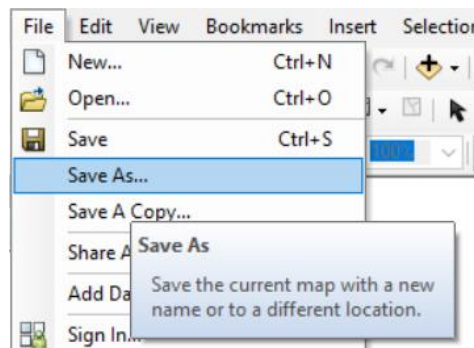 File Edit View Bookmarks Insert Selection
New... Ctrl+N
Open... Ctrl+O
Save Ctrl+S
100%
Save As...
Save A Copy...
Share A
Save As
Add Da
Save the current map with a new
name or to a different location.
Sign In...